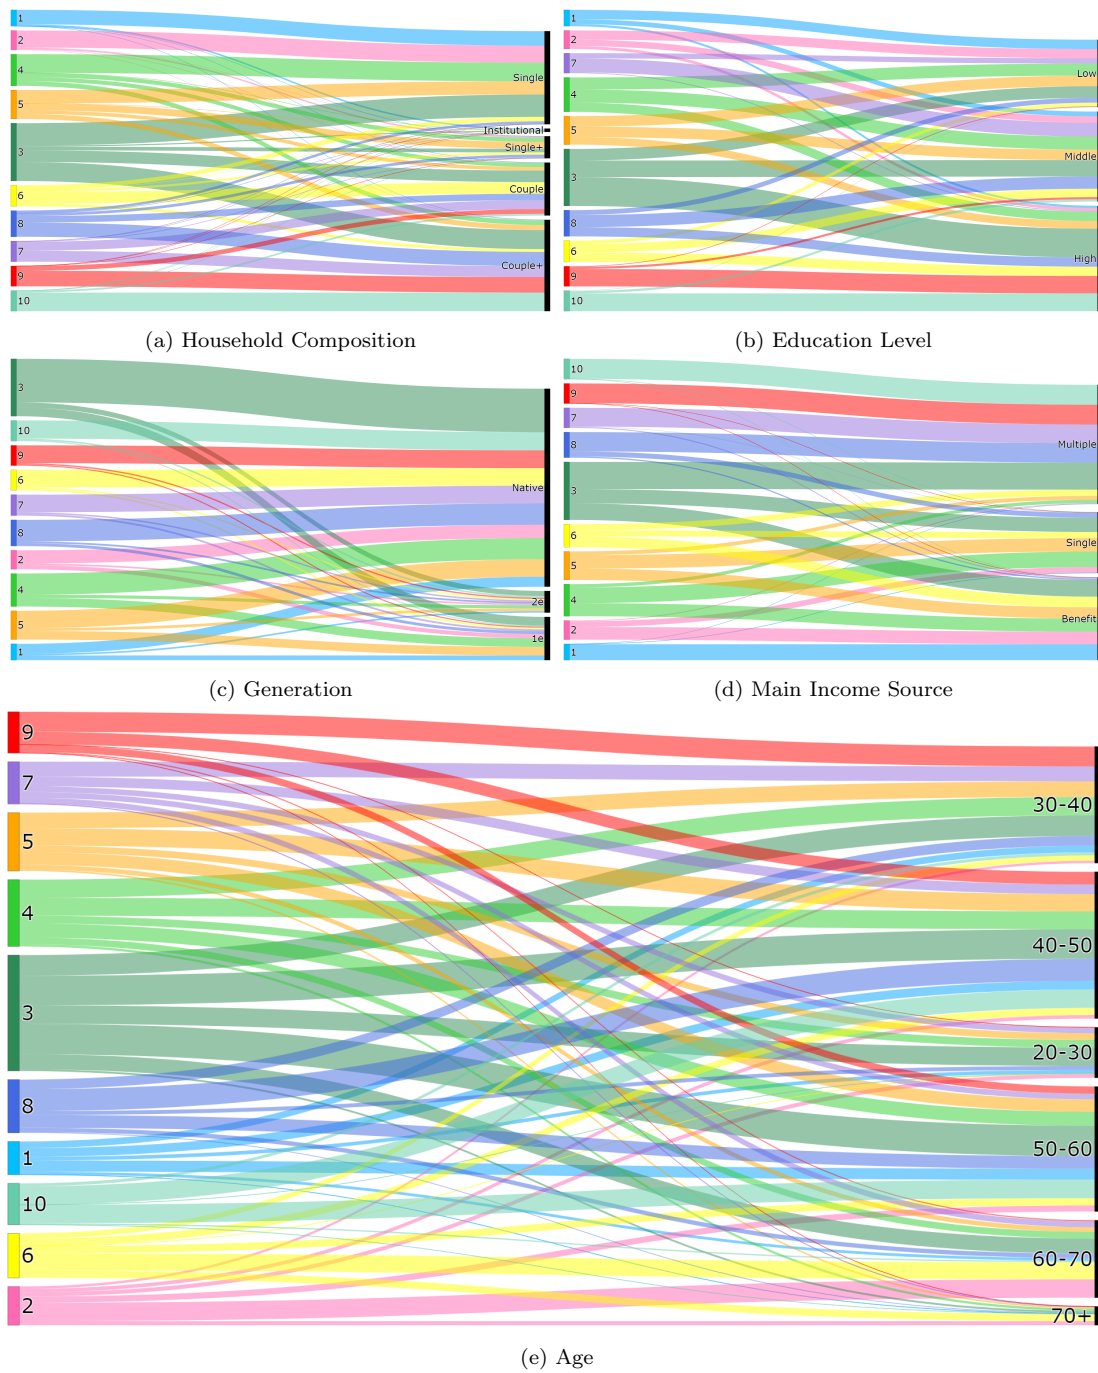 1
2
4
5
3
6
8
7
9
10
Single
Institutional
Single+
Couple
Couple+
(a) Household Composition
1
2
7
4
5
3
8
6
9
10
Low
Middle
High
(b) Education Level
3
10
9
6
7
8
2
4
5
1
Native
2e
1e
(c) Generation
10
9
7
8
3
6
5
4
2
1
Multiple
Single
Benefit
(d) Main Income Source
9
7
5
4
3
8
1
10
6
2
30-40
40-50
20-30
50-60
60-70
70+
(e) Age